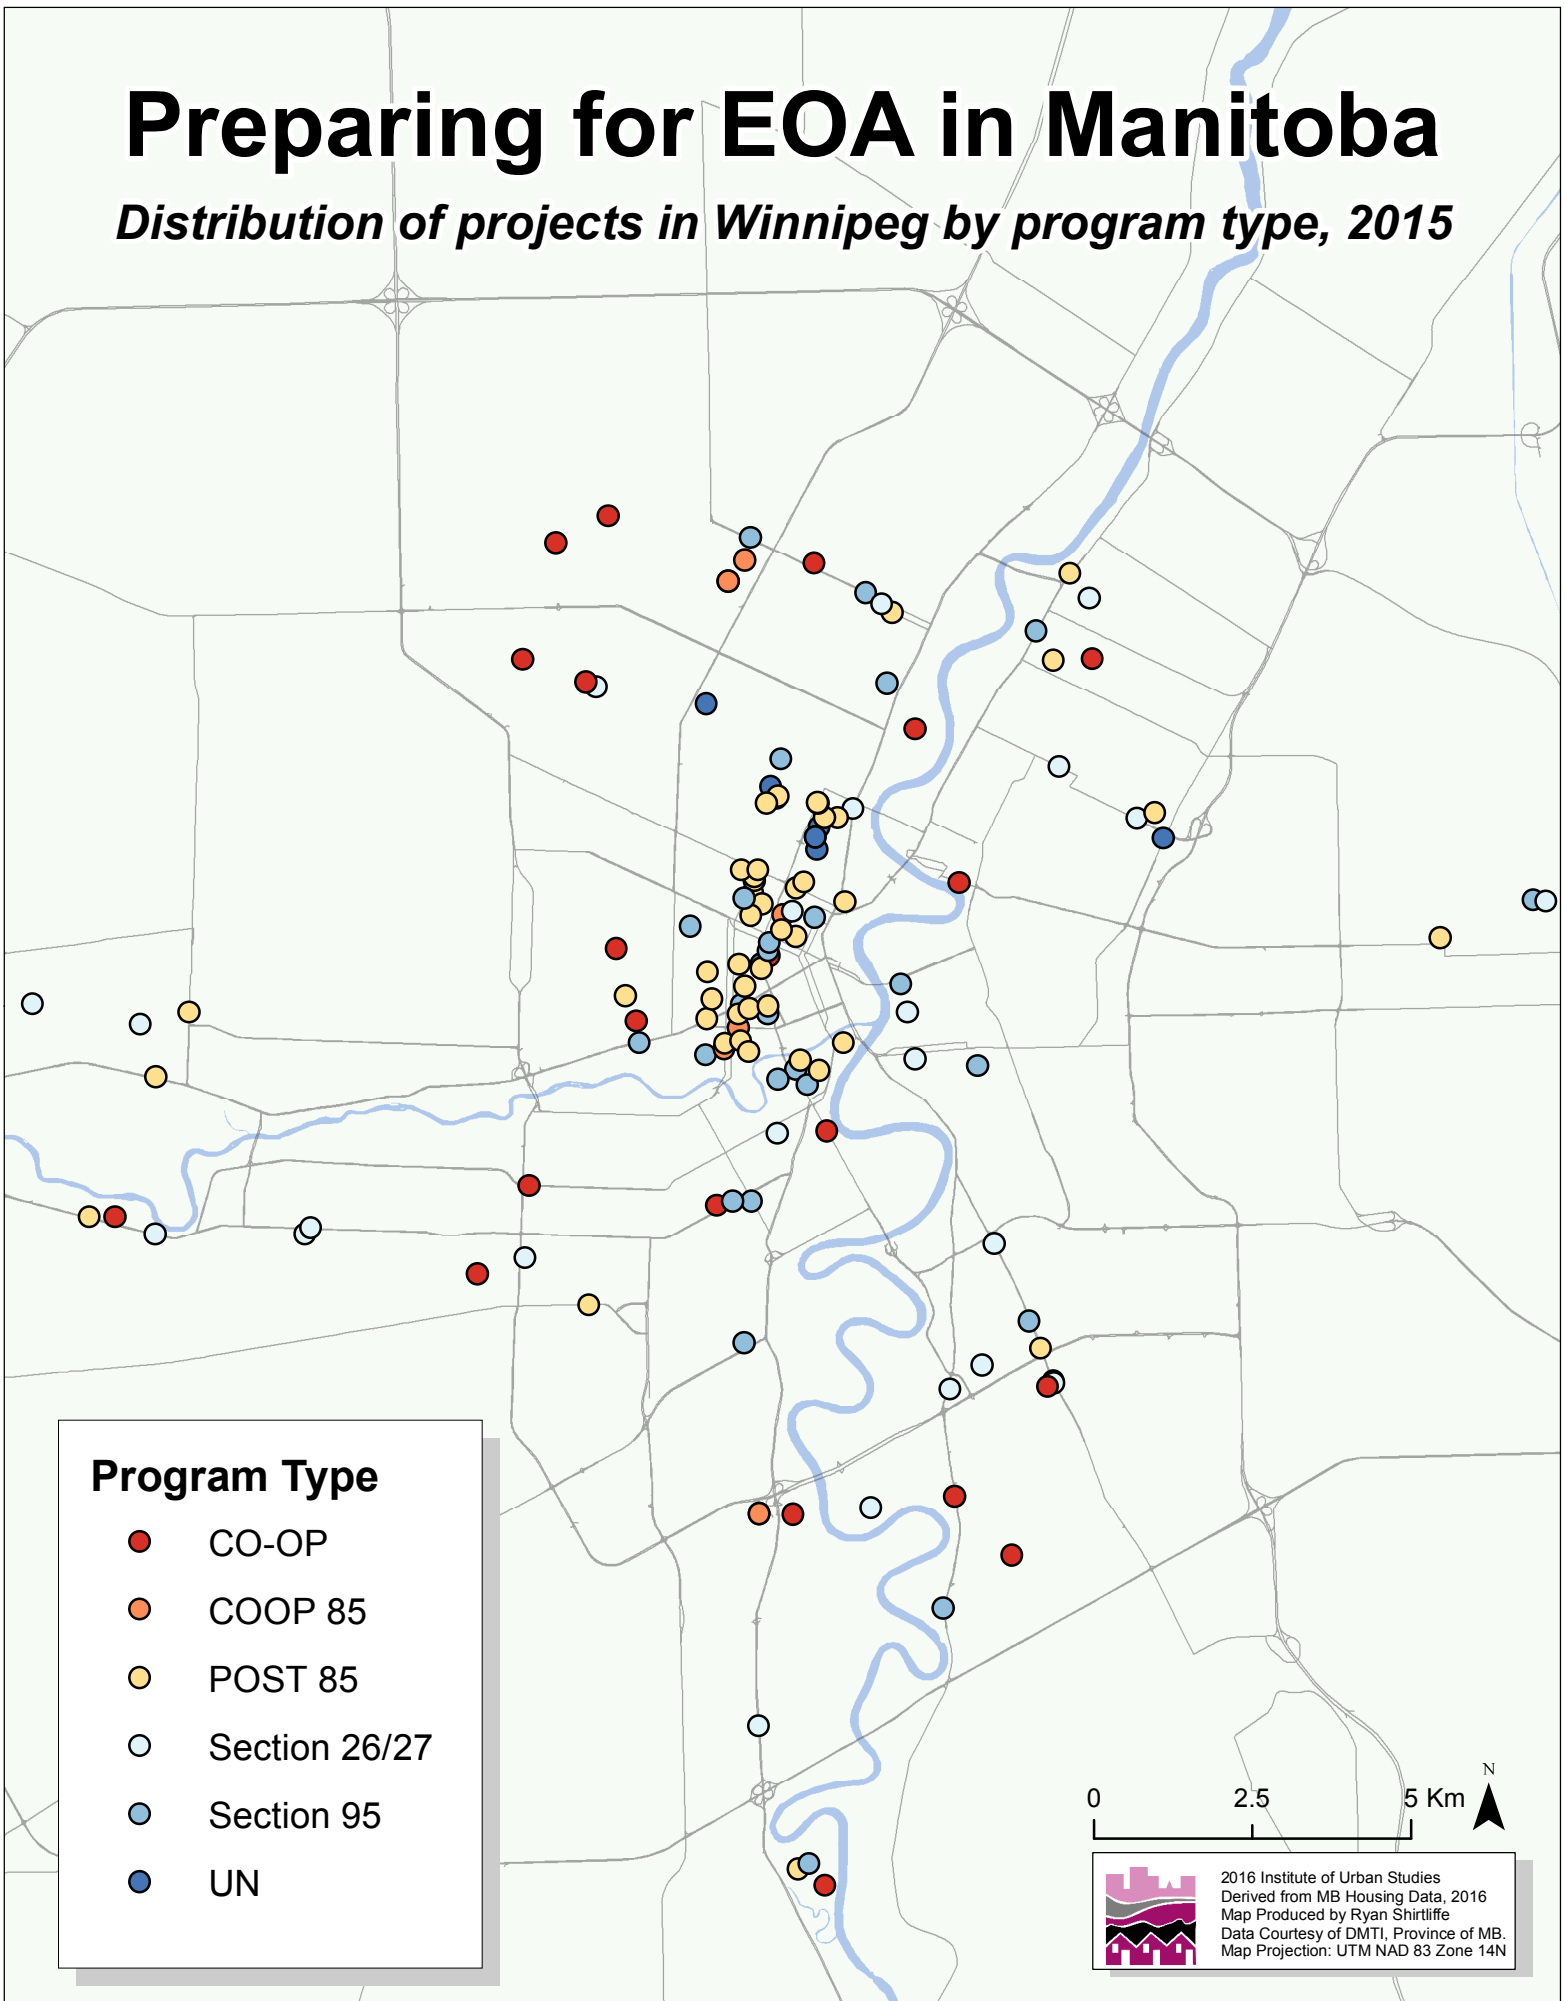 Preparing for EOA in Manitoba
Distribution of projects in Winnipeg by program type, 2015
Program Type
CO-OP
COOP 85
POST 85
Section 26/27
Section 95
UN
N
0 2.5 5 Km
2016 Institute of Urban Studies
Derived from MB Housing Data, 2016
Map Produced by Ryan Shirtliffe
Data Courtesy of DMTI, Province of MB.
Map Projection: UTM NAD 83 Zone 14N